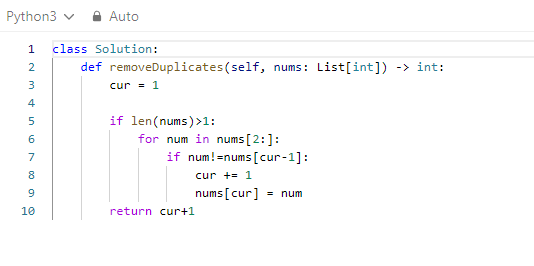 Python3 Auto
1 class Solution:
2     def removeDuplicates(self, nums: List[int]) -> int:
3         cur = 1
4
5         if len(nums)>1:
6             for num in nums[2:]:
7                 if num!=nums[cur-1]:
8                     cur += 1
9                     nums[cur] = num
10         return cur+1